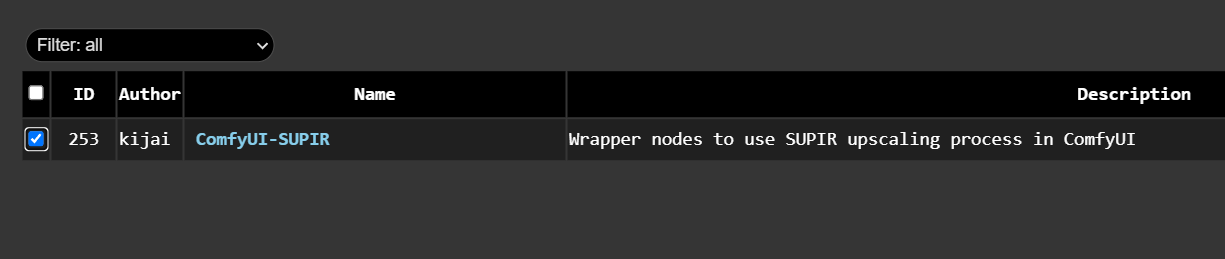 Filter: all
ID Author Name Description
253 kijai ComfyUI-SUPIR Wrapper nodes to use SUPIR upscaling process in ComfyUI